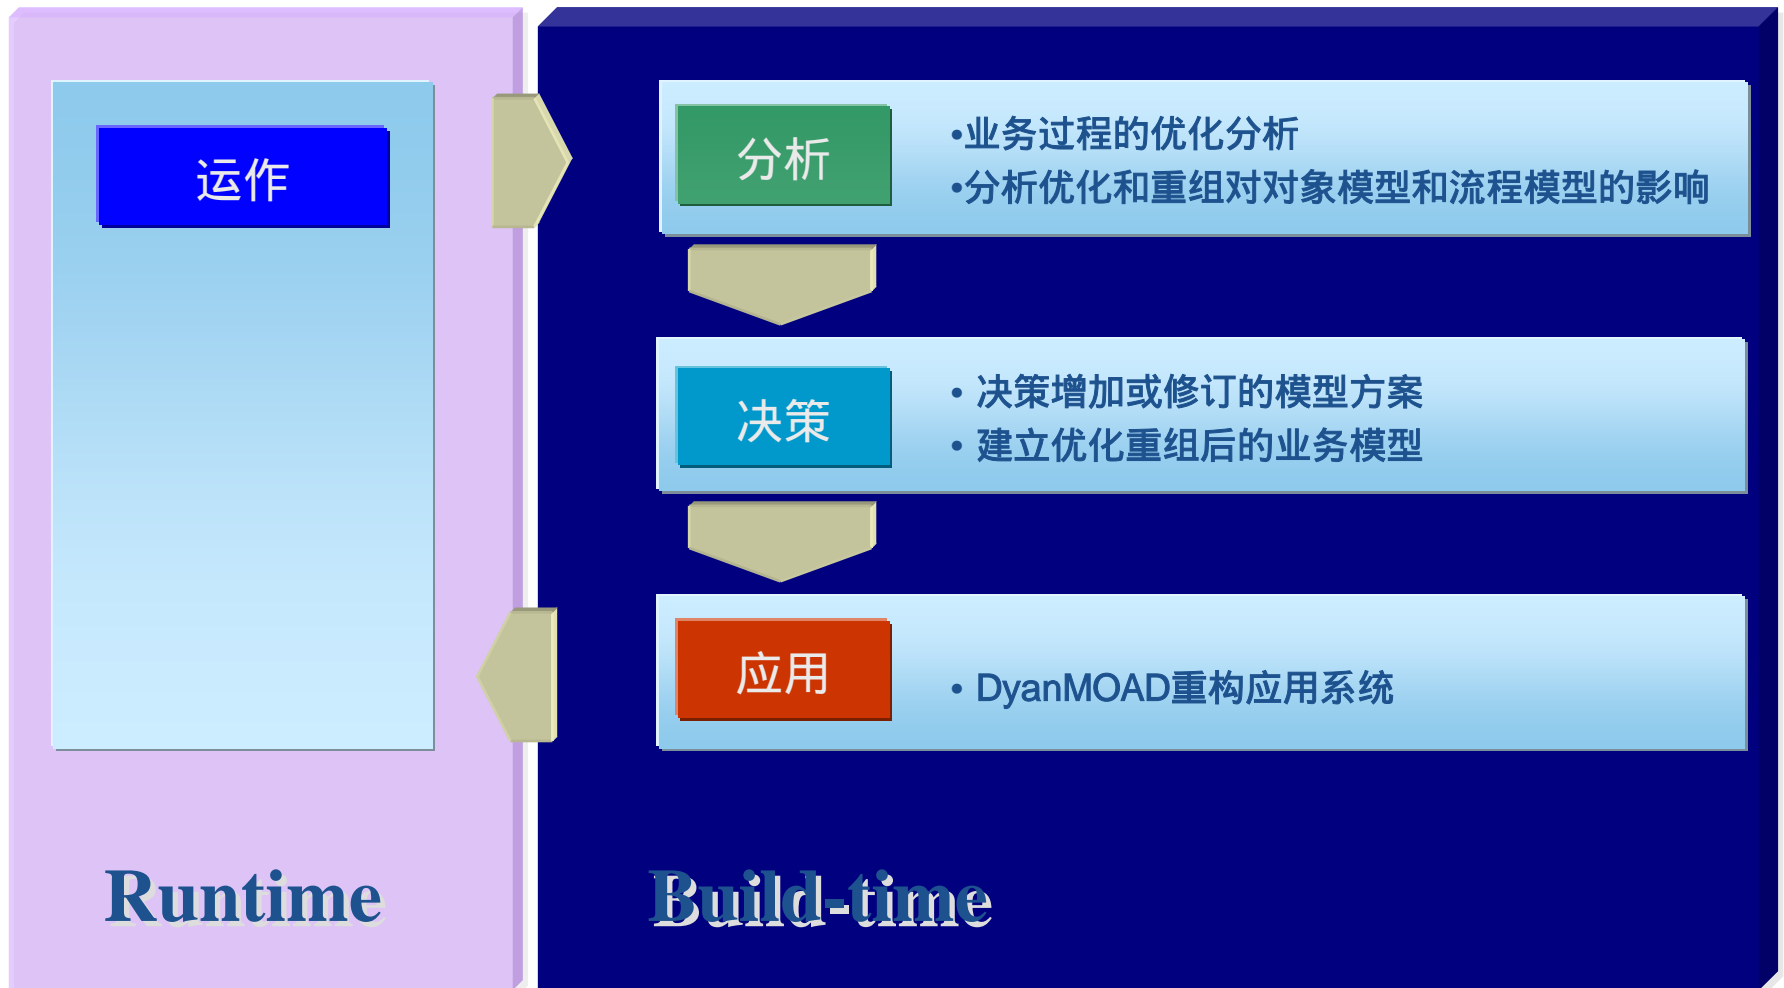 运作
分析
•业务过程的优化分析
•分析优化和重组对对象模型和流程模型的影响
决策
• 决策增加或修订的模型方案
• 建立优化重组后的业务模型
应用
• DyanMOAD重构应用系统
Runtime
Build-time